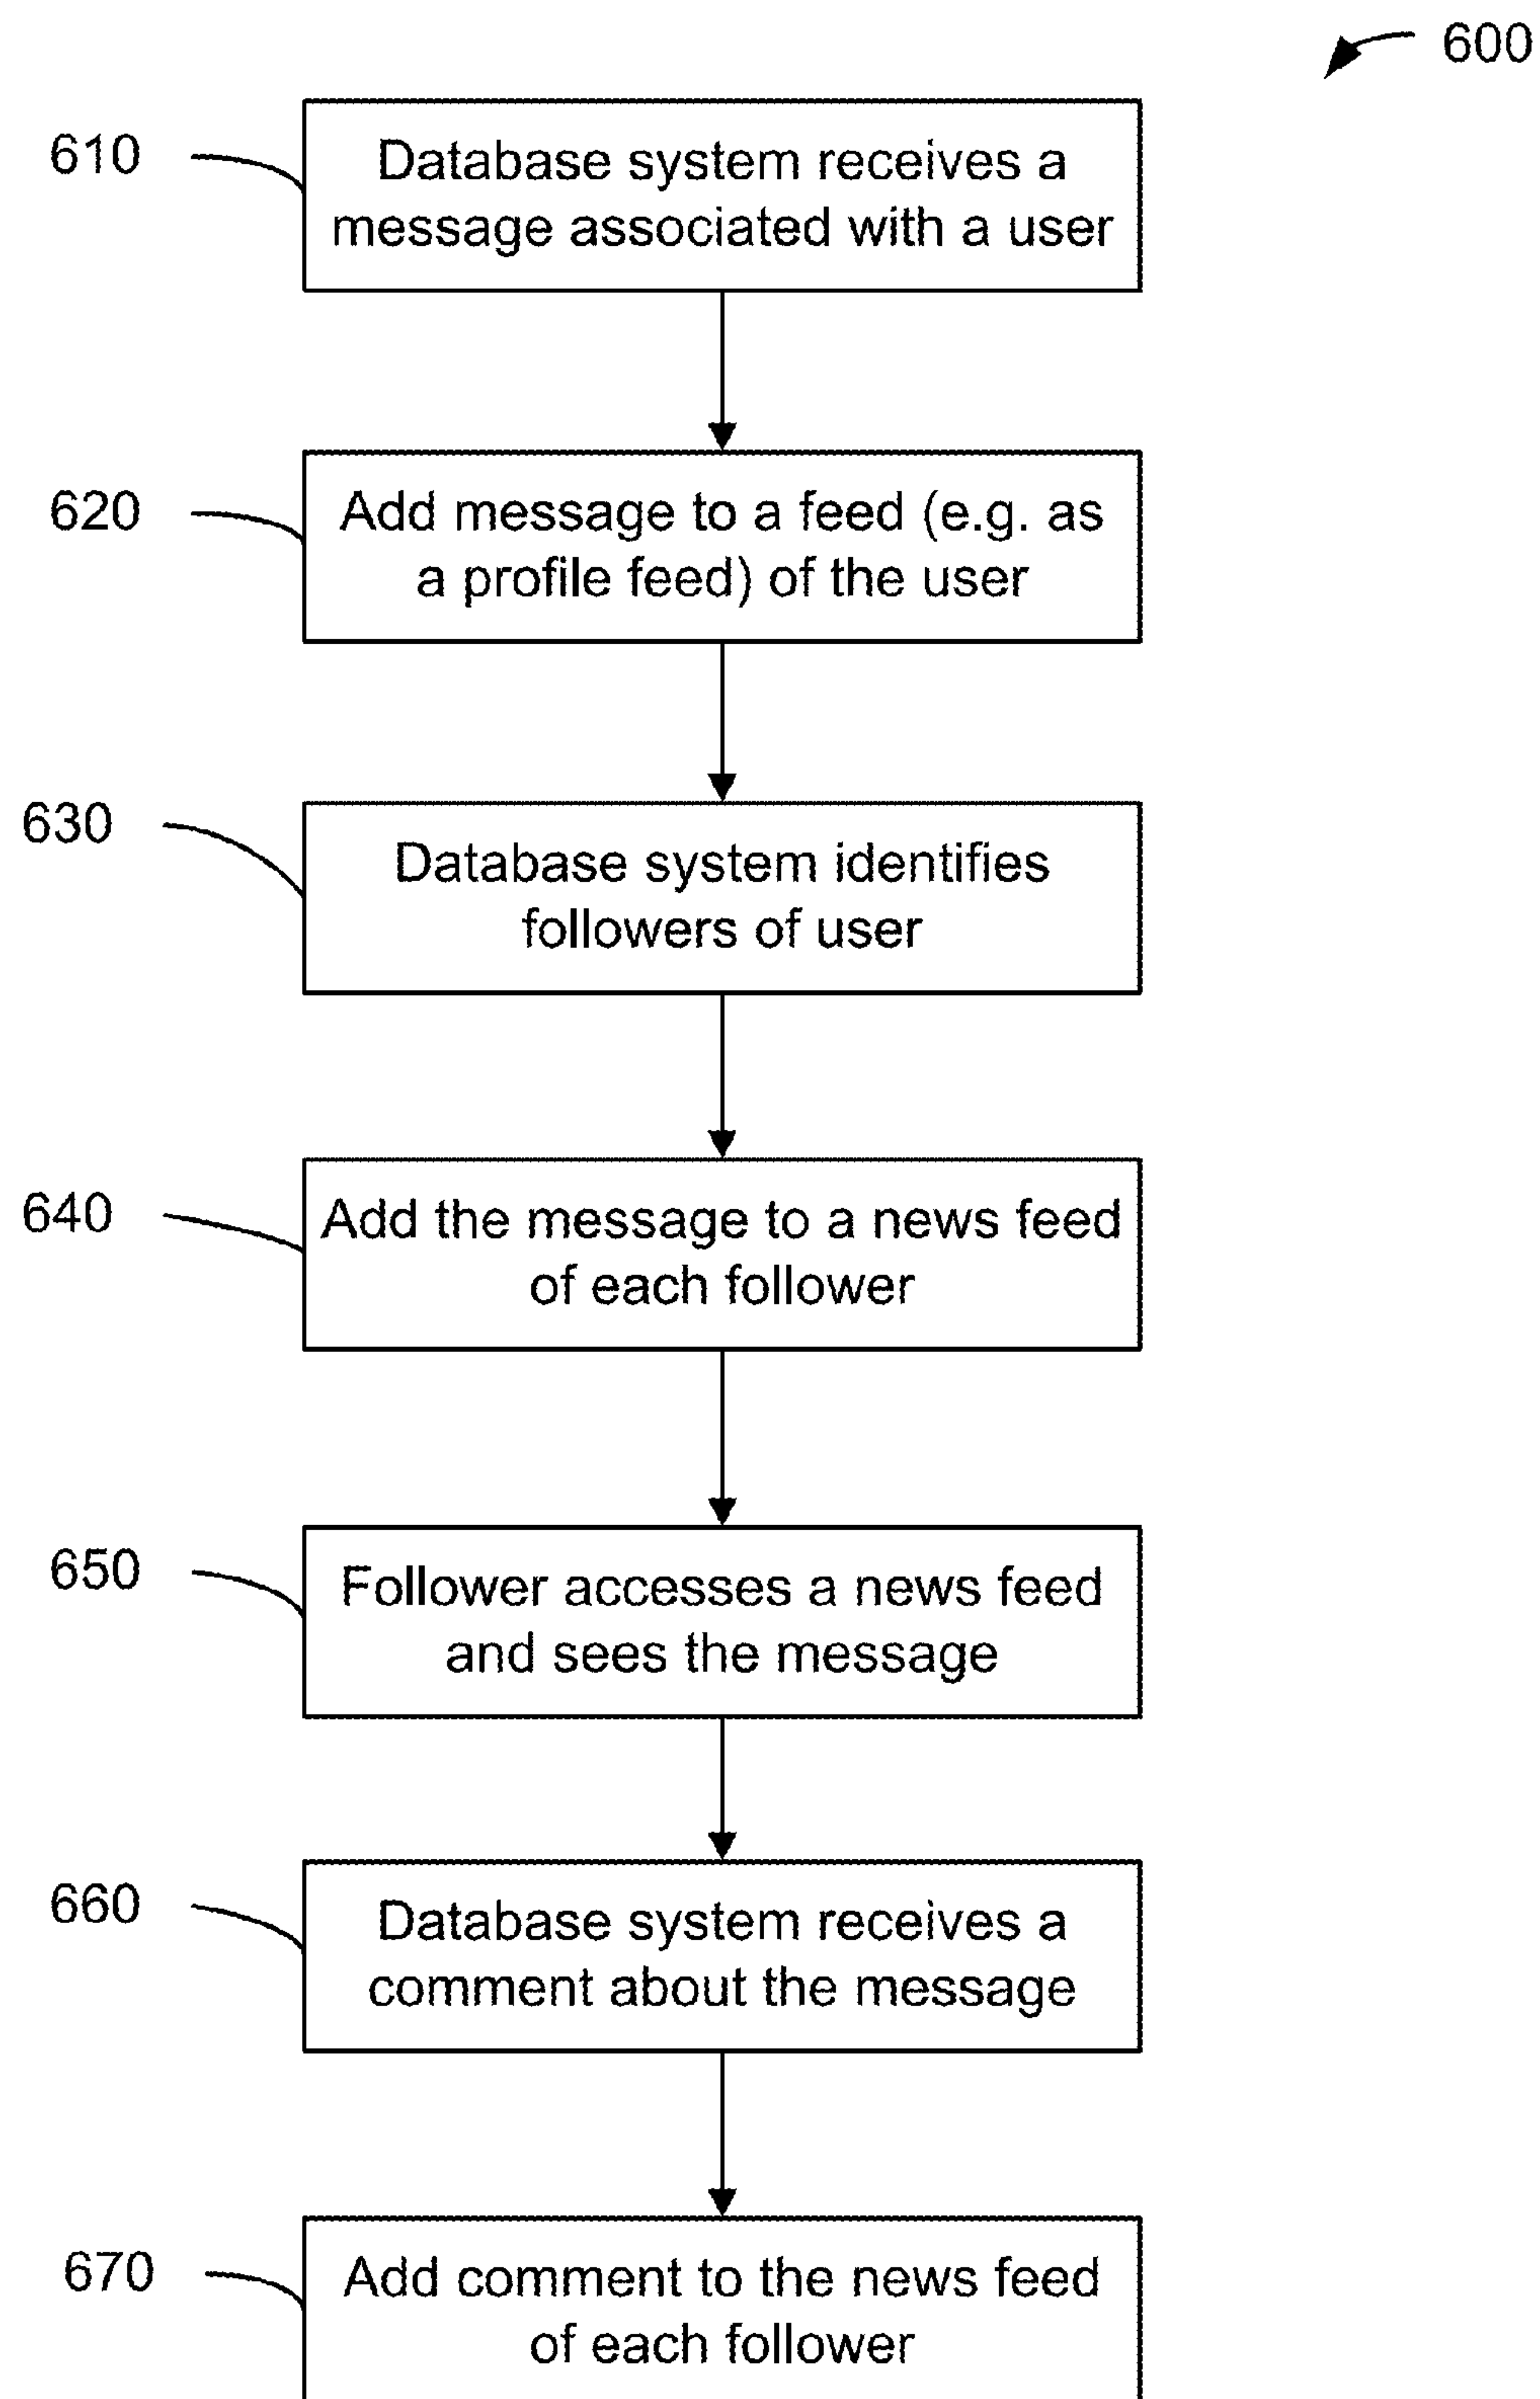 600
610
Database system receives a
message associated with a user
620
Add message to a feed (e.g. as
a profile feed) of the user
630
Database system identifies
followers of user
640
Add the message to a news feed
of each follower
650
Follower accesses a news feed
and sees the message
660
Database system receives a
comment about the message
670
Add comment to the news feed
of each follower